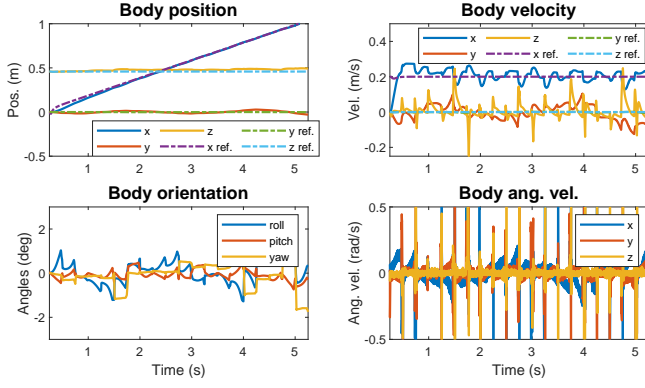 Body position
Pos. (m)
1
0.5
0
-0.5
x
z
y ref.
y
x ref.
z ref.
1
2
3
4
5
Body velocity
Vel. (m/s)
0.4
0.2
0
-0.2
x
z
y ref.
y
x ref.
z ref.
1
2
3
4
5
Body orientation
Angles (deg)
2
0
-2
roll
pitch
yaw
1
2
3
4
5
Time (s)
Body ang. vel.
Ang. vel. (rad/s)
0.5
0
-0.5
x
y
z
1
2
3
4
5
Time (s)